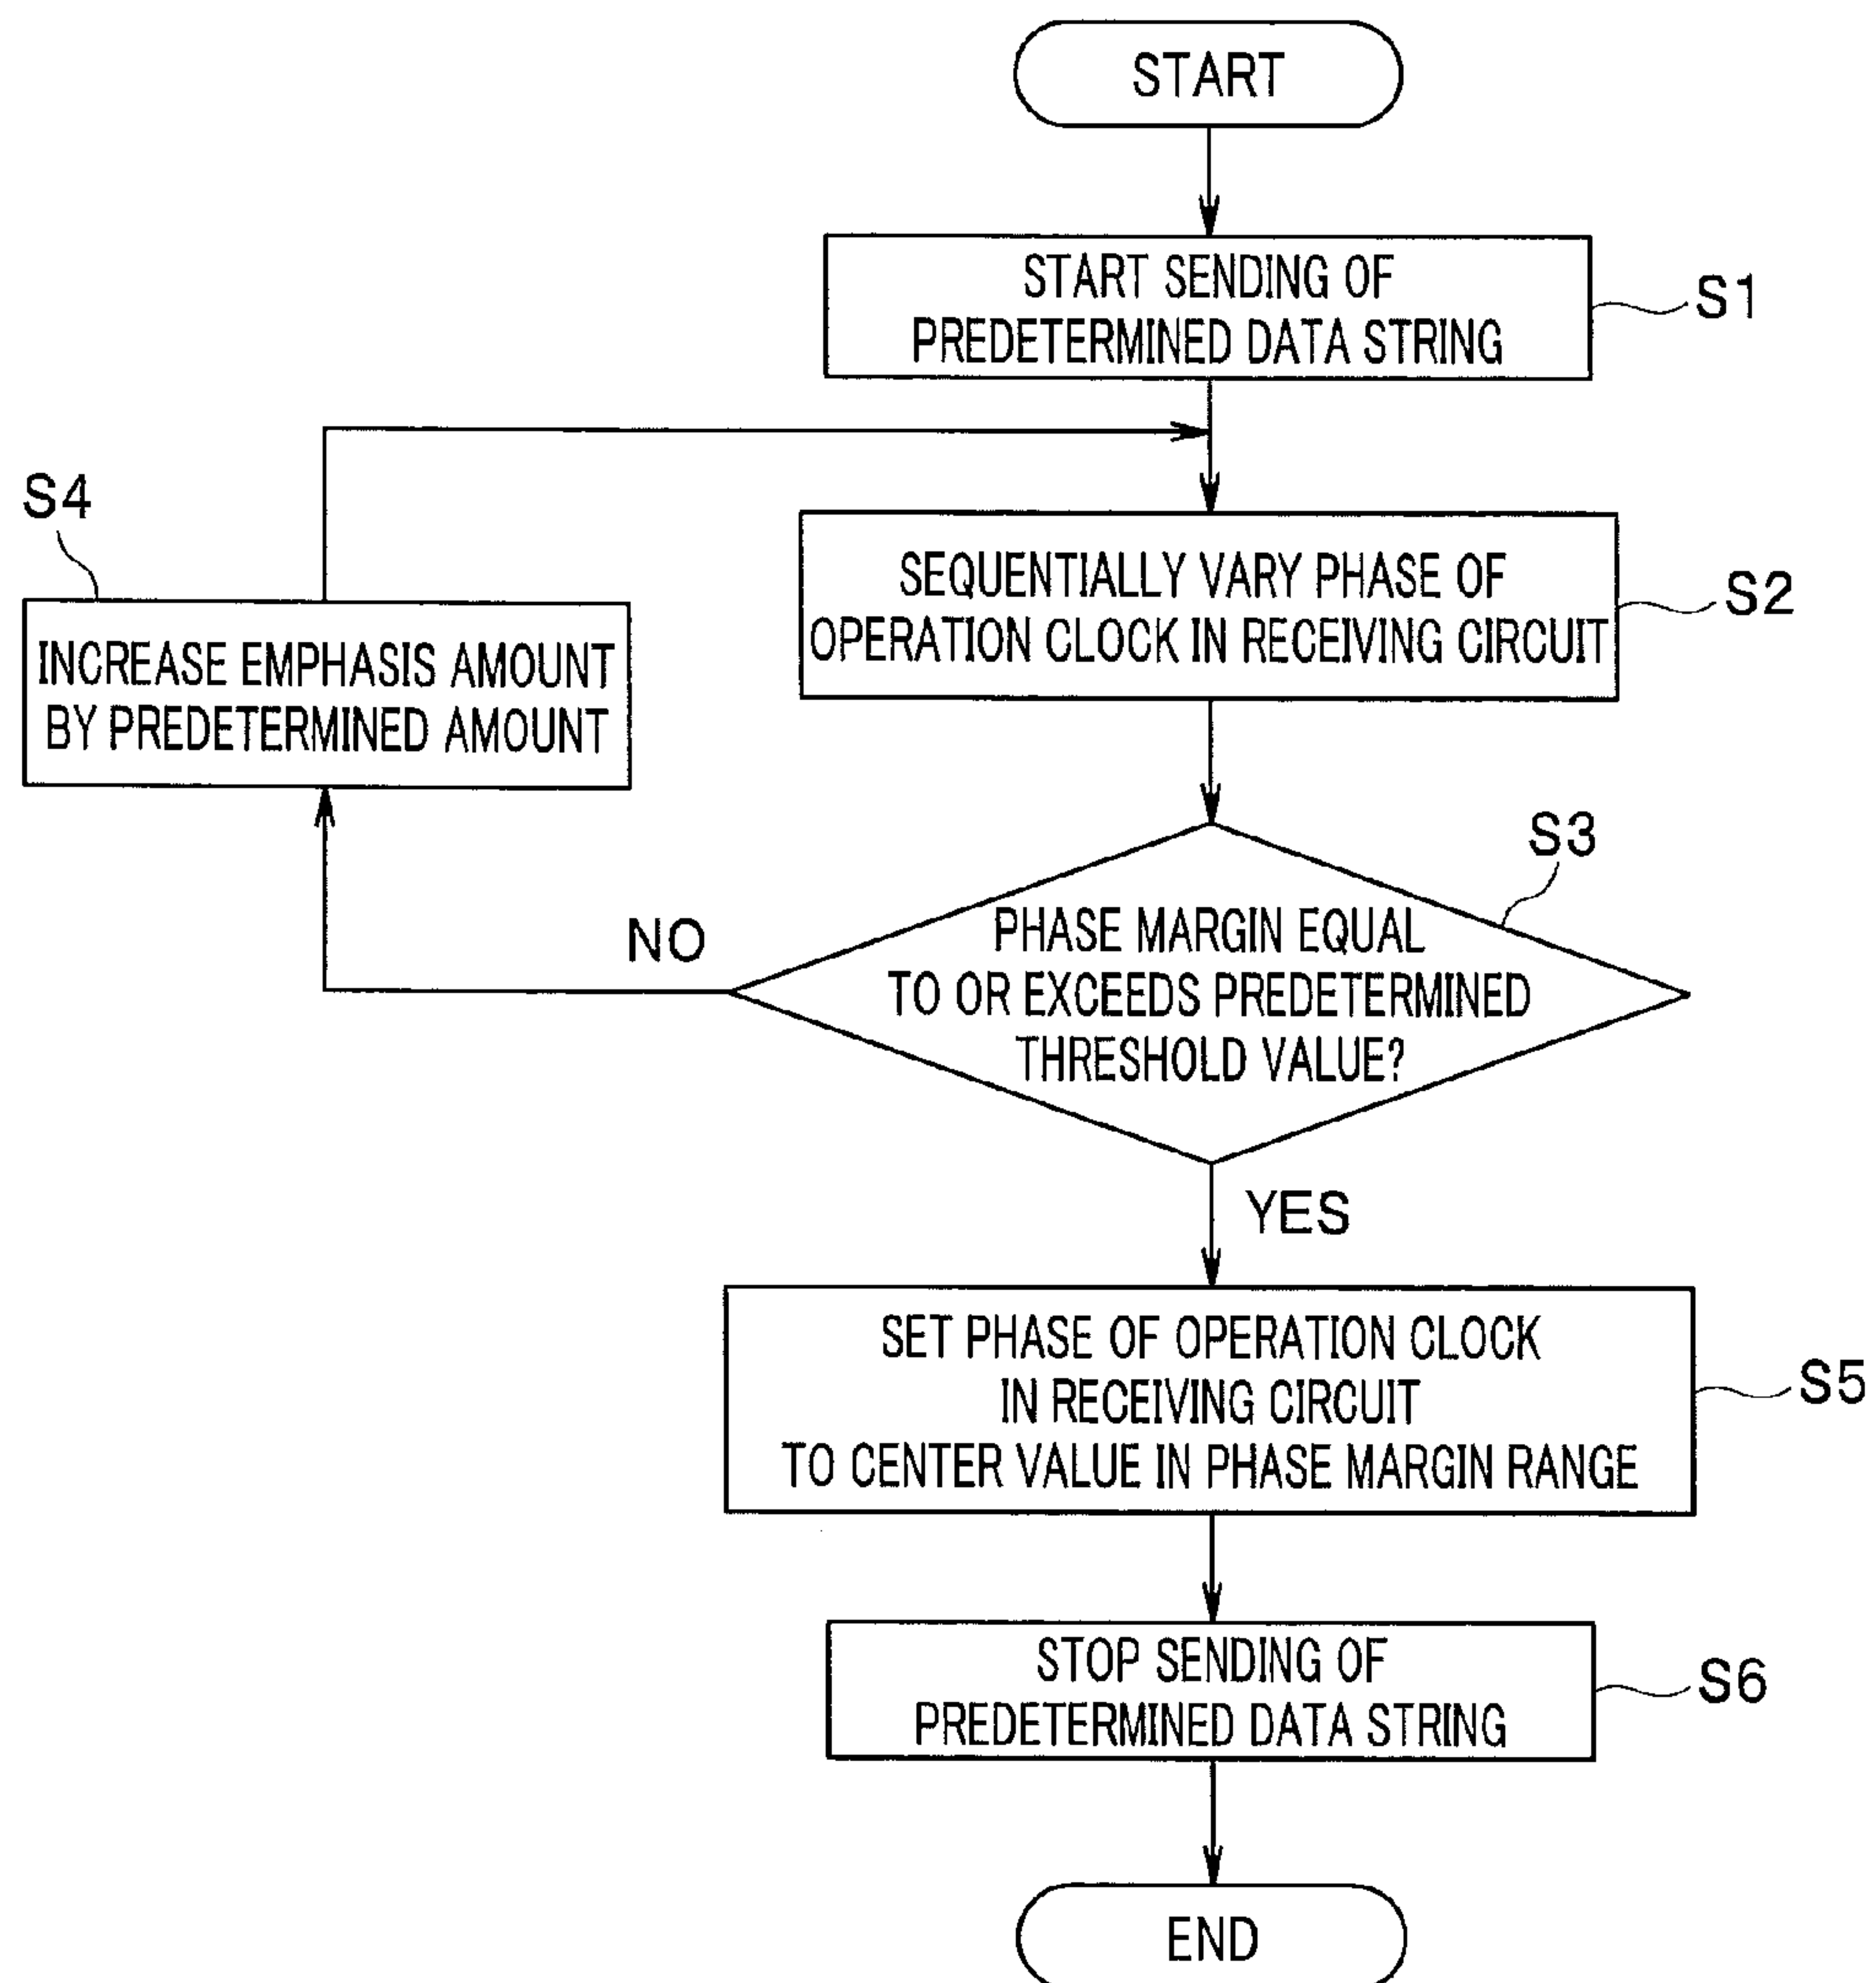 START
START SENDING OF
PREDETERMINED DATA STRING
S1
SEQUENTIALLY VARY PHASE OF
OPERATION CLOCK IN RECEIVING CIRCUIT
S2
S4
INCREASE EMPHASIS AMOUNT
BY PREDETERMINED AMOUNT
S3
PHASE MARGIN EQUAL
TO OR EXCEEDS PREDETERMINED
THRESHOLD VALUE?
NO
YES
SET PHASE OF OPERATION CLOCK
IN RECEIVING CIRCUIT
TO CENTER VALUE IN PHASE MARGIN RANGE
S5
STOP SENDING OF
PREDETERMINED DATA STRING
S6
END